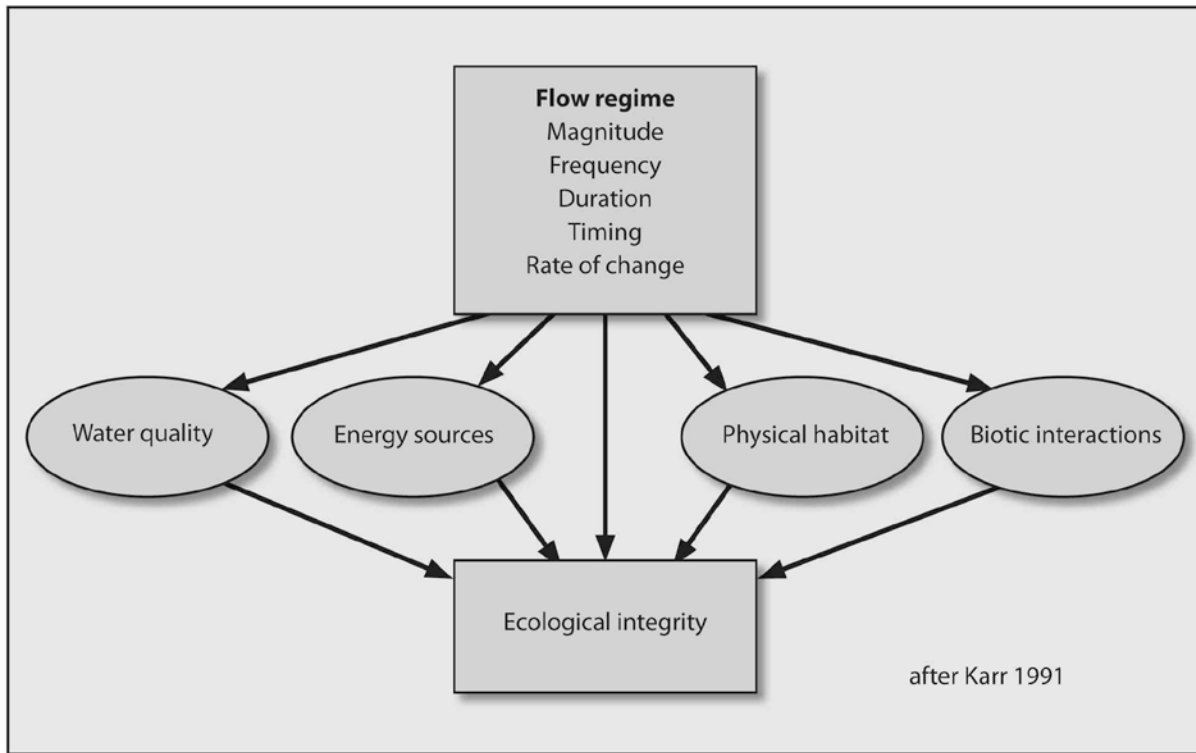 Flow regime
Magnitude
Frequency
Duration
Timing
Rate of change
Water quality
Energy sources
Physical habitat
Biotic interactions
Ecological integrity
after Karr 1991